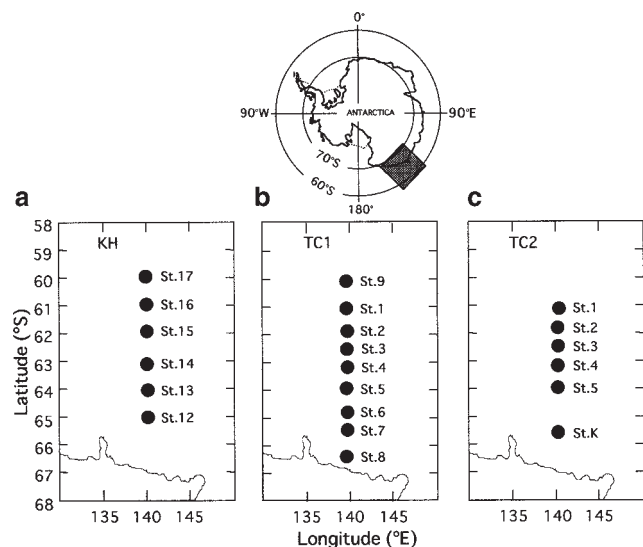 0°
90°W
ANTARCTICA
90°E
70°S
60°S
180°
a
b
c
58
59
60
61
62
63
64
65
66
67
68
Latitude (°S)
KH
St.17
St.16
St.15
St.14
St.13
St.12
TC1
St.9
St.1
St.2
St.3
St.4
St.5
St.6
St.7
St.8
TC2
St.1
St.2
St.3
St.4
St.5
St.K
135 140 145
135 140 145
135 140 145
Longitude (°E)